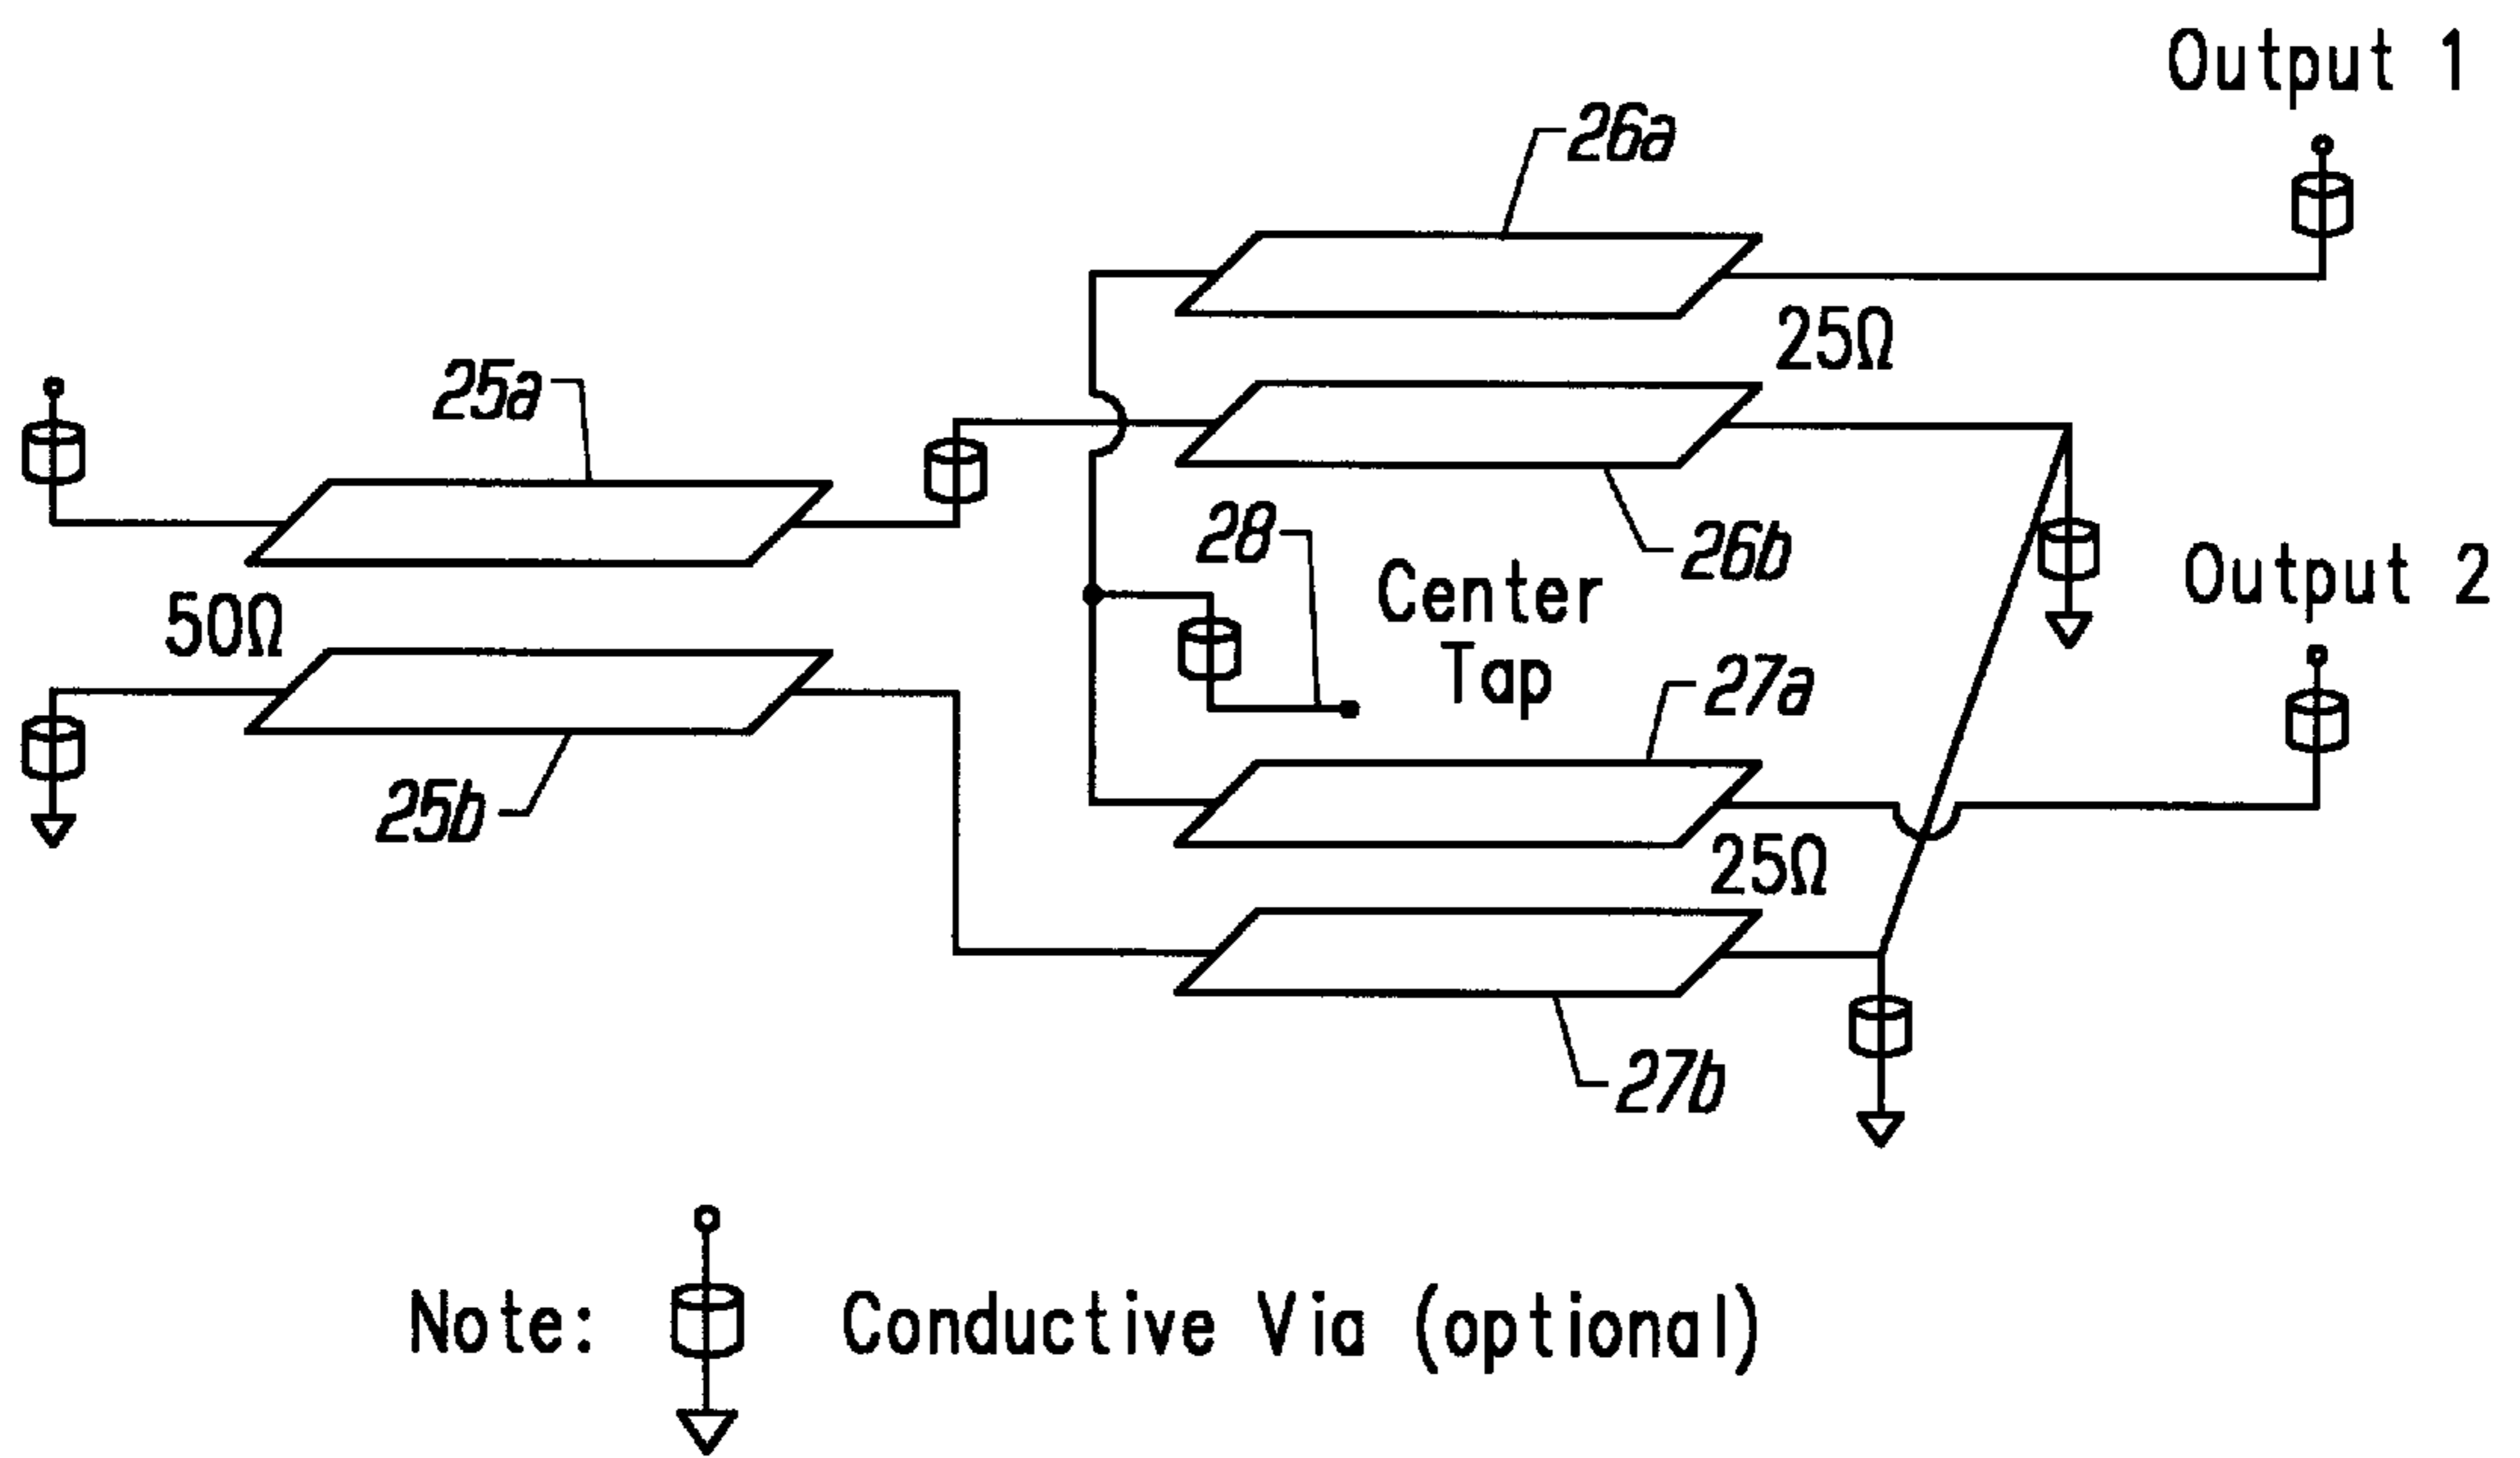 Output 1
26a
25Ω
25a
26b
28
Center
Tap
Output 2
50Ω
27a
25b
25Ω
27b
Note: Conductive Via (optional)